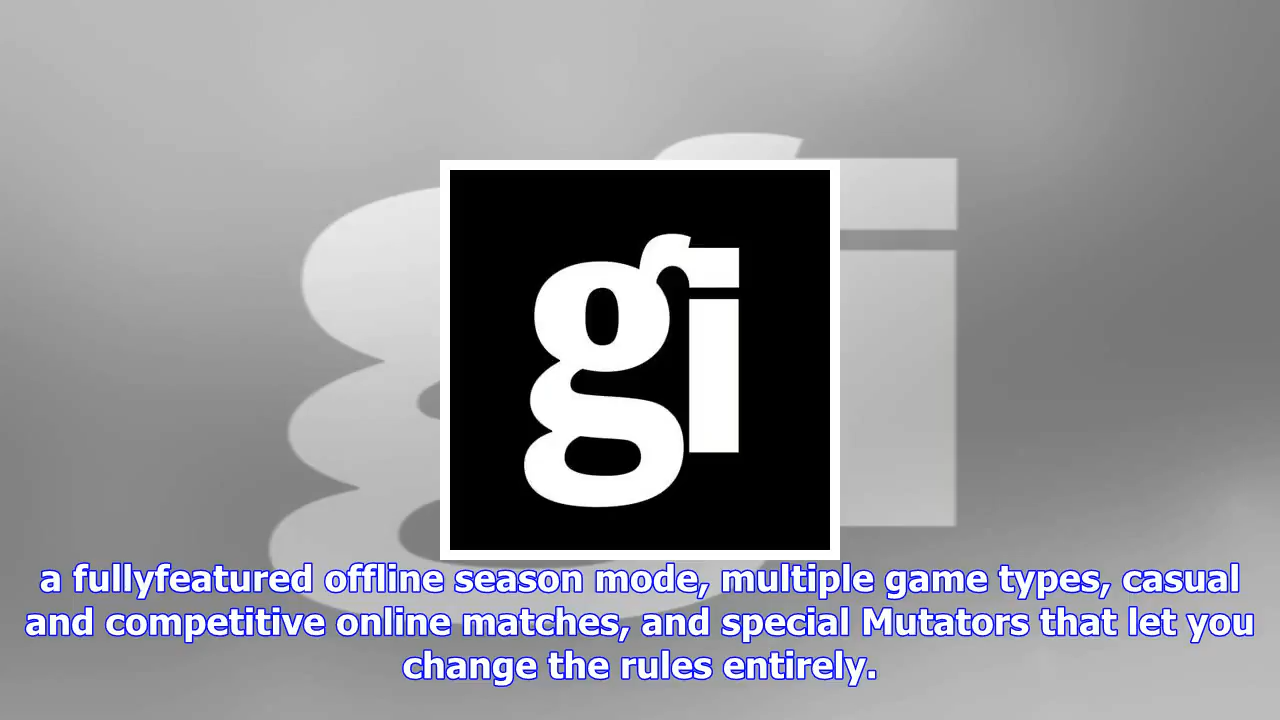 gi
a fullyfeatured offline season mode, multiple game types, casual
and competitive online matches, and special Mutators that let you
change the rules entirely.